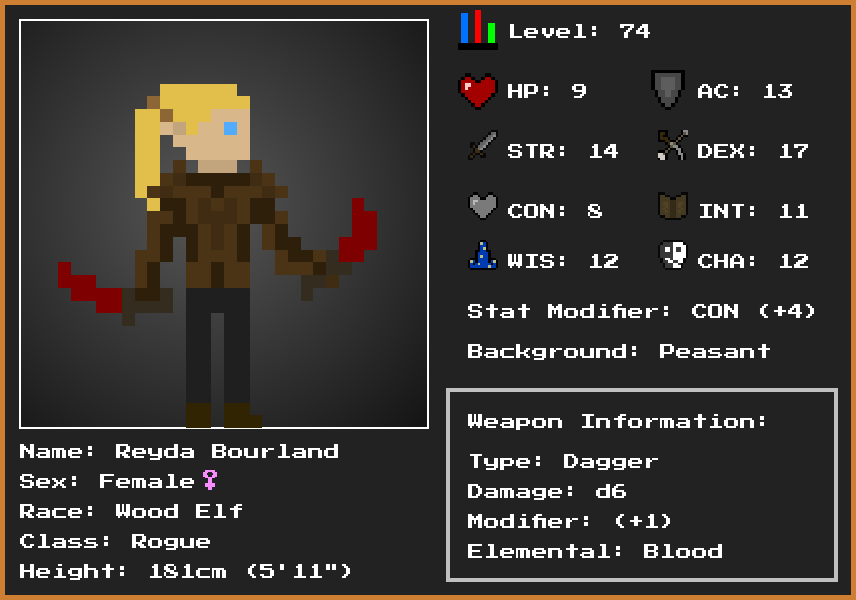 Level: 74
HP: 9
AC: 13
STR: 14
DEX: 17
CON: 8
INT: 11
WIS: 12
CHA: 12
Stat Modifier: CON (+4)
Background: Peasant
Weapon Information:
Type: Dagger
Damage: d6
Modifier: (+1)
Elemental: Blood
Name: Reyda Bourland
Sex: Female♀
Race: Wood Elf
Class: Rogue
Height: 181cm (5'11")